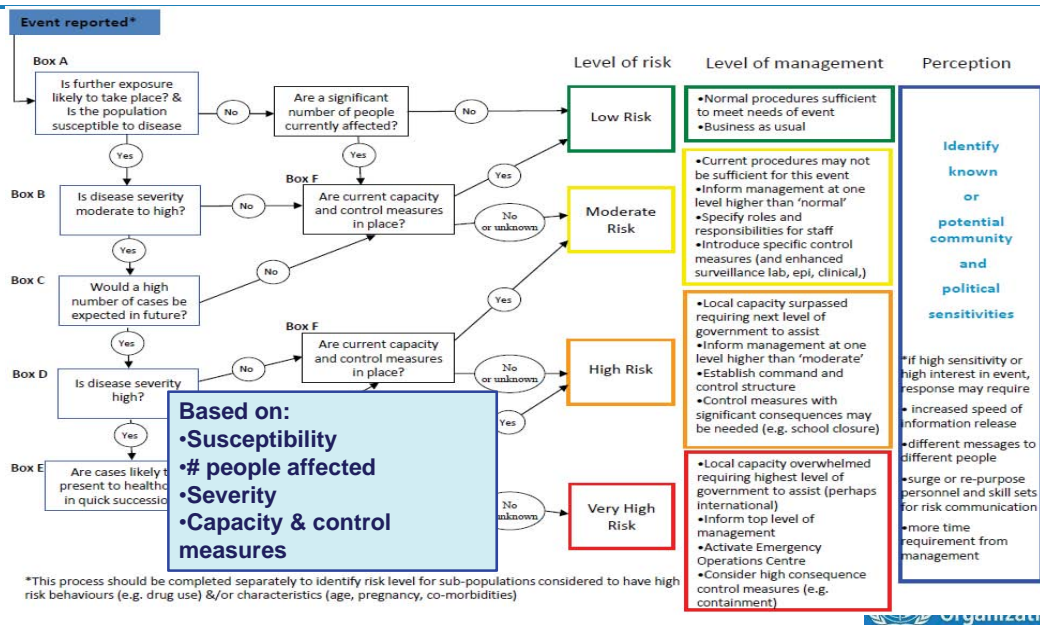 Event reported*
Box A
Is further exposure
likely to take place? &
Is the population
susceptible to disease
No
Are a significant
number of people
currently affected?
No
Yes
Yes
Box B
Is disease severity
moderate to high?
No
Box F
Are current capacity
and control measures
in place?
Yes
No
or unknown
Yes
Box C
Would a high
number of cases be
expected in future?
No
Yes
Box D
Is disease severity
high?
No
Box F
Are current capacity
and control measures
in place?
Yes
No
or unknown
Yes
Yes
Box E
Are cases likely
present to
in quick
No
unknown
Based on:
•Susceptibility
•# people affected
•Severity
•Capacity & control
measures
Level of risk
Low Risk
Moderate
Risk
High Risk
Very High
Risk
Level of management
•Normal procedures sufficient
to meet needs of event
•Business as usual
•Current procedures may not
be sufficient for this event
•Inform management at one
level higher than ‘normal’
•Specify roles and
responsibilities for staff
•Introduce specific control
measures (and enhanced
surveillance lab, epi, clinical,)
•Local capacity surpassed
requiring next level of
government to assist
•Inform management at one
level higher than ‘moderate’
•Establish command and
control structure
•Control measures with
significant consequences may
be needed (e.g. school closure)
•Local capacity overwhelmed
requiring highest level of
government to assist (perhaps
international)
•Inform top level of
management
•Activate Emergency
Operations Centre
•Consider high consequence
control measures (e.g.
containment)
Perception
Identify
known
or
potential
community
and
political
sensitivities
*if high sensitivity or
high interest in event,
response may require
• increased speed of
information release
•different messages to
different people
•surge or re-purpose
personnel and skill sets
for risk communication
•more time
requirement from
management
*This process should be completed separately to identify risk level for sub-populations considered to have high
risk behaviours (e.g. drug use) &/or characteristics (age, pregnancy, co-morbidities)